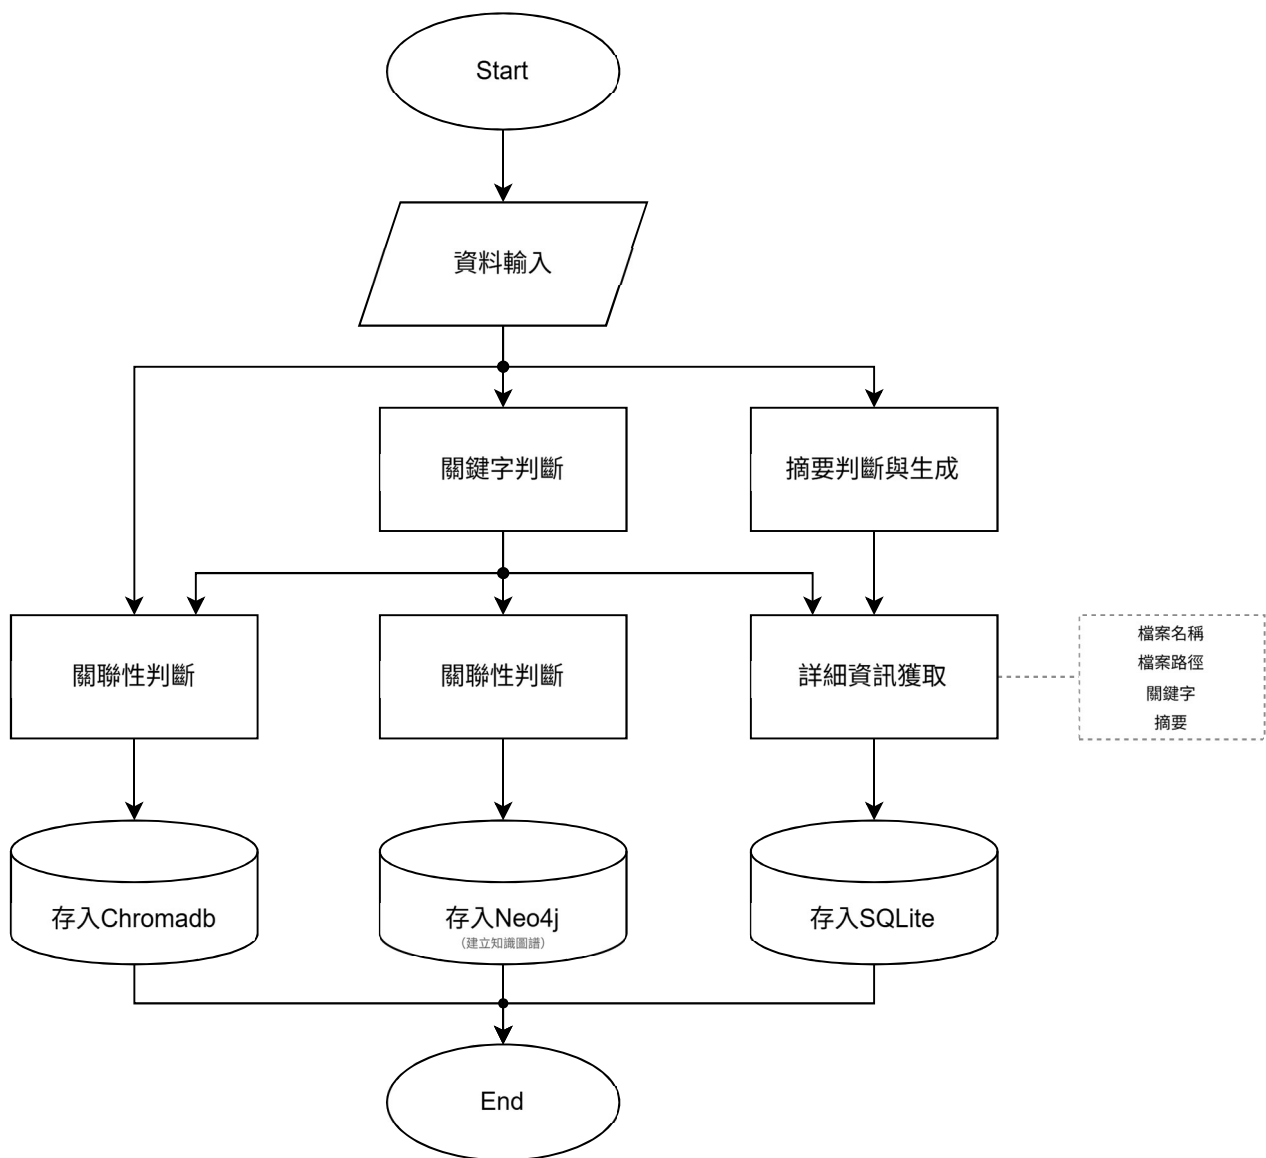 Start
資料輸入
關鍵字判斷
摘要判斷與生成
關聯性判斷
關聯性判斷
詳細資訊獲取
檔案名稱
檔案路徑
關鍵字
摘要
存入Chromadb
存入Neo4j
（建立知識圖譜）
存入SQLite
End